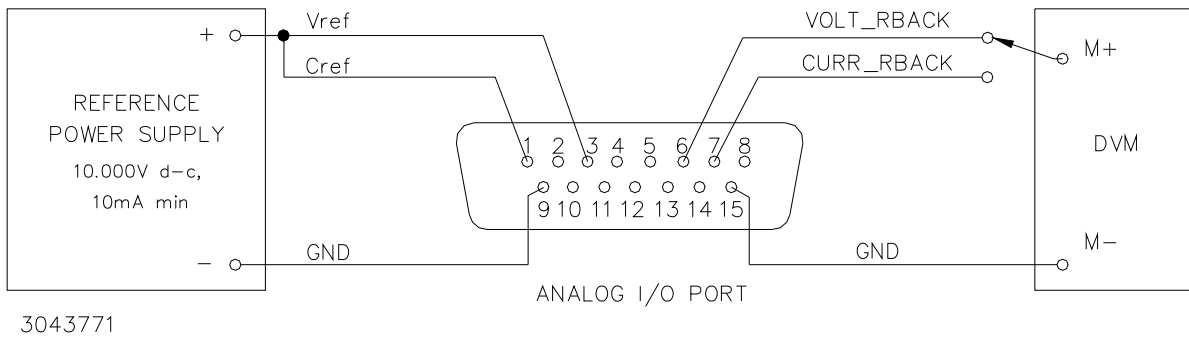 +
Vref
Cref
REFERENCE
POWER SUPPLY
10.000V d-c,
10mA min
-
GND
1 2 3 4 5 6 7 8
9 10 11 12 13 14 15
ANALOG I/O PORT
VOLT_RBACK
CURR_RBACK
GND
M+
DVM
M-
3043771